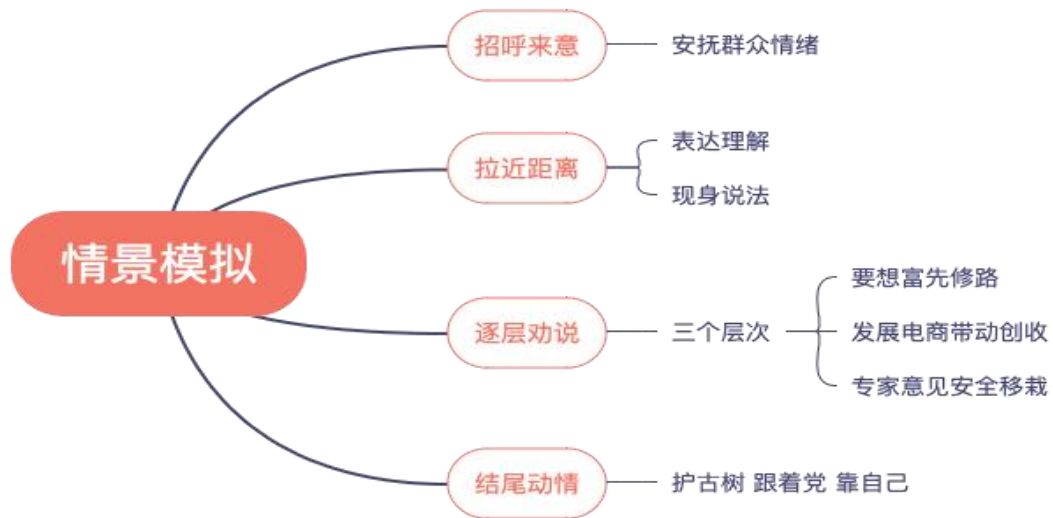 情景模拟
招呼来意
安抚群众情绪
拉近距离
表达理解
现身说法
逐层劝说
三个层次
要想富先修路
发展电商带动创收
专家意见安全移栽
结尾动情
护古树 跟着党 靠自己